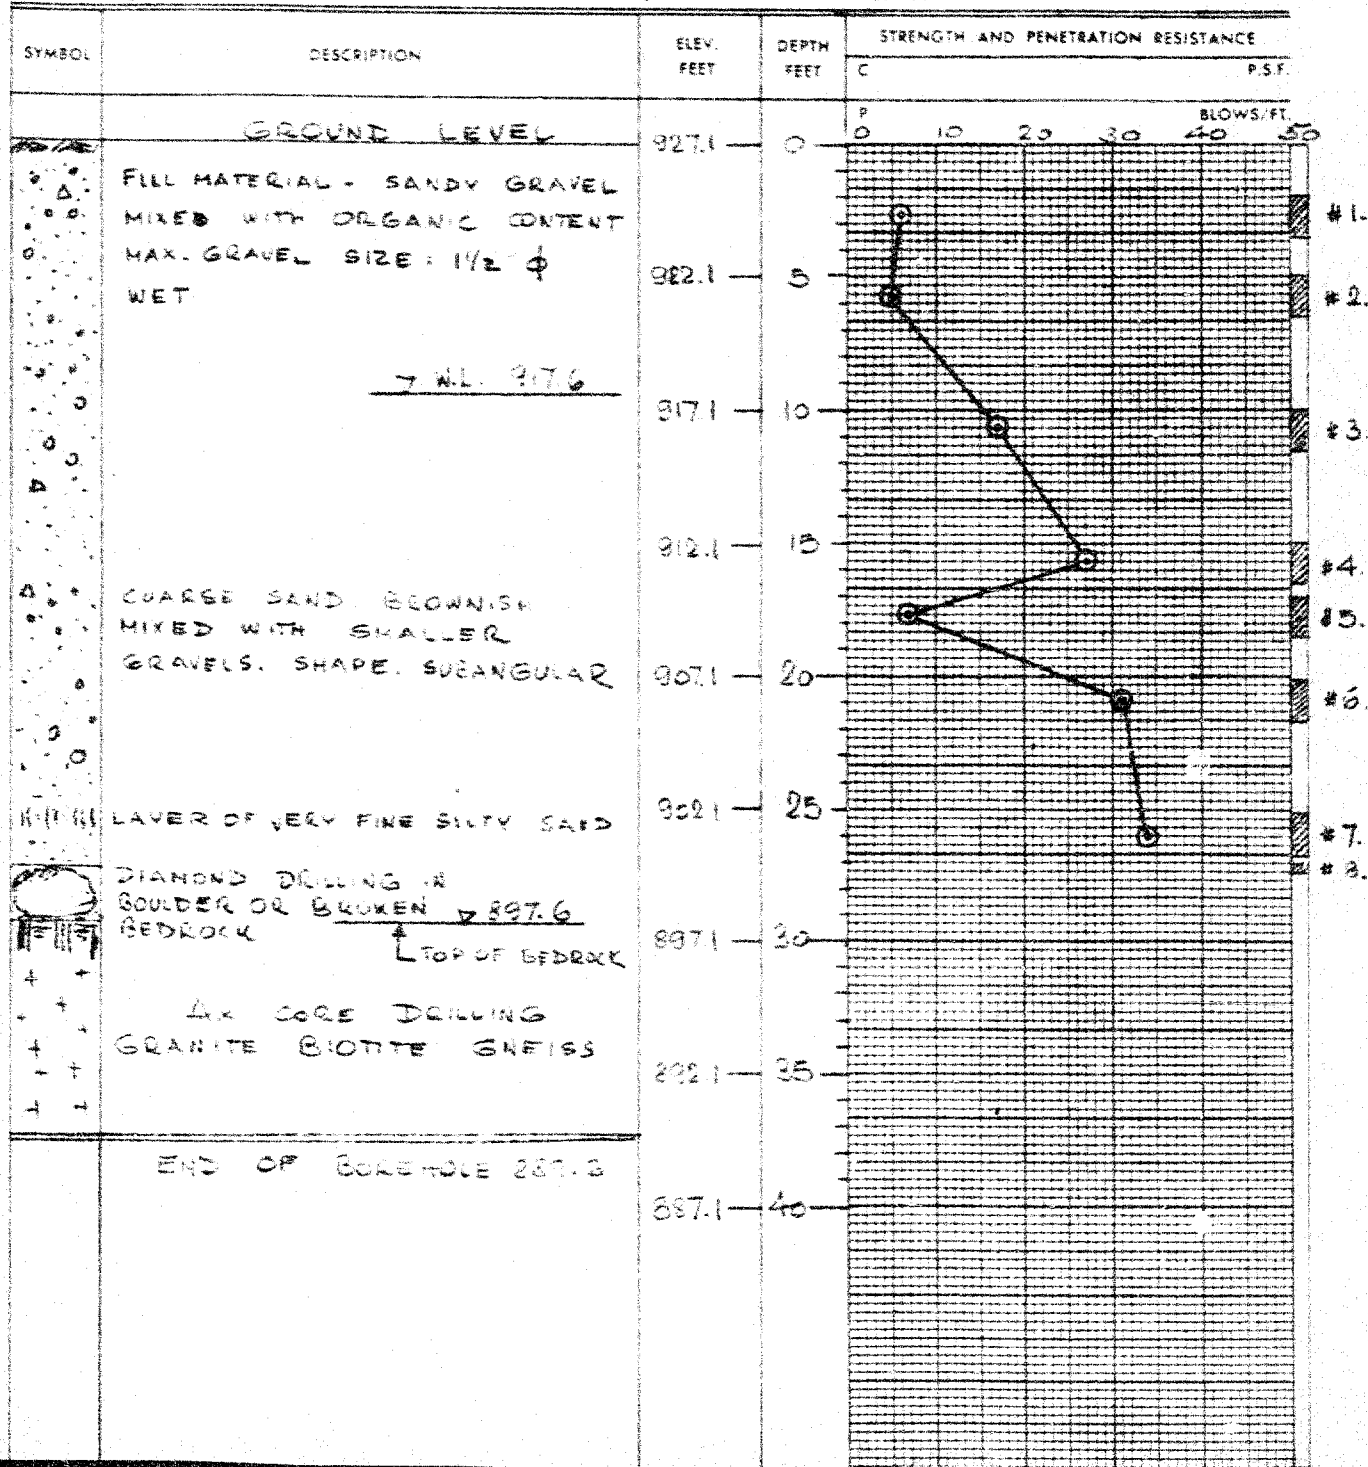 SYMBOL
DESCRIPTION
ELEV. FEET
DEPTH FEET
STRENGTH AND PENETRATION RESISTANCE
C P.S.F.
P BLOWS/FT.
0 10 20 30 40 50
GROUND LEVEL 927.1 0
FILL MATERIAL - SANDY GRAVEL
MIXED WITH ORGANIC CONTENT
MAX. GRAVEL SIZE: 1 1/2 ϕ
WET
#1.
922.1 5
#2.
W.L. 917.6
917.1 10
#3.
912.1 15
#4.
COARSE SAND BROWNISH
MIXED WITH SMALLER
GRAVELS. SHAPE. SUBANGULAR
#5.
907.1 20
#6.
LAYER OF VERY FINE SILTY SAND
902.1 25
#7.
#8.
DIAMOND DRILLING IN
BOULDER OR BROKEN 897.6
BEDROCK
TOP OF BEDROCK
897.1 30
AX CORE DRILLING
GRANITE BIOTITE GNEISS
892.1 35
END OF BOREHOLE
887.1 40